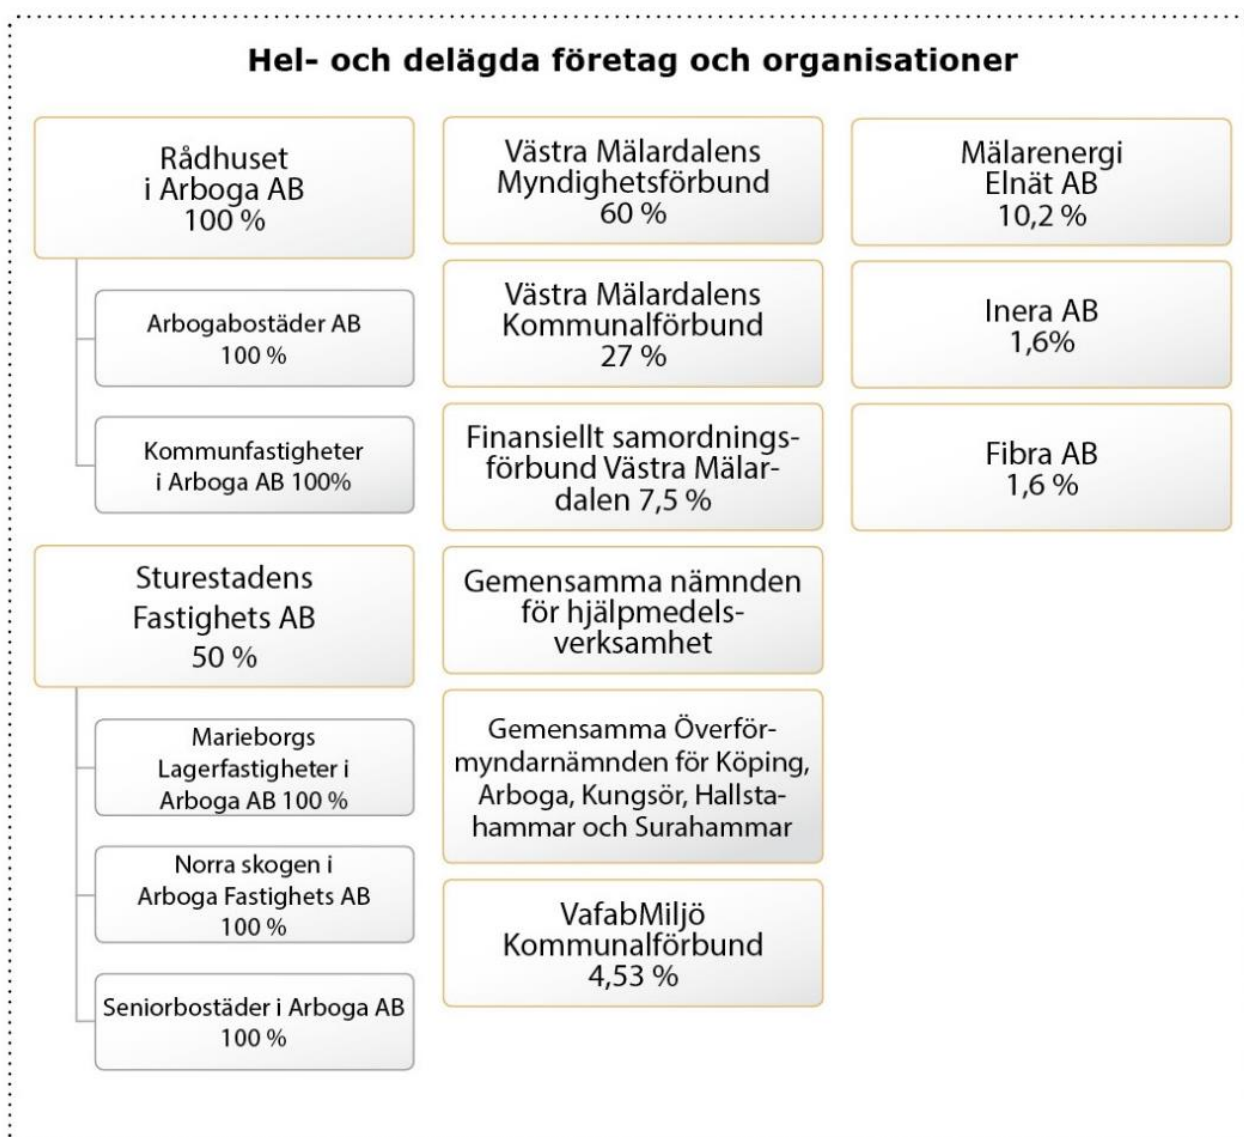 Hel- och delägda företag och organisationer
Rådhuset
i Arboga AB
100 %
Arbogabostäder AB
100 %
Kommunfastigheter
i Arboga AB 100%
Sturestadens
Fastighets AB
50 %
Marieborgs
Lagerfastigheter i
Arboga AB 100 %
Norra skogen i
Arboga Fastighets AB
100 %
Seniorbostäder i Arboga AB
100 %
Västra Mälardalens
Myndighetsförbund
60 %
Västra Mälardalens
Kommunalförbund
27 %
Finansiellt samordnings-
förbund Västra Mälar-
dalen 7,5 %
Gemensamma nämnden
för hjälpmedels-
verksamhet
Gemensamma Överför-
myndarnämnden för Köping,
Arboga, Kungsör, Hallsta-
hammar och Surahammar
VafabMiljö
Kommunalförbund
4,53 %
Mälarenergi
Elnät AB
10,2 %
Inera AB
1,6%
Fibra AB
1,6 %